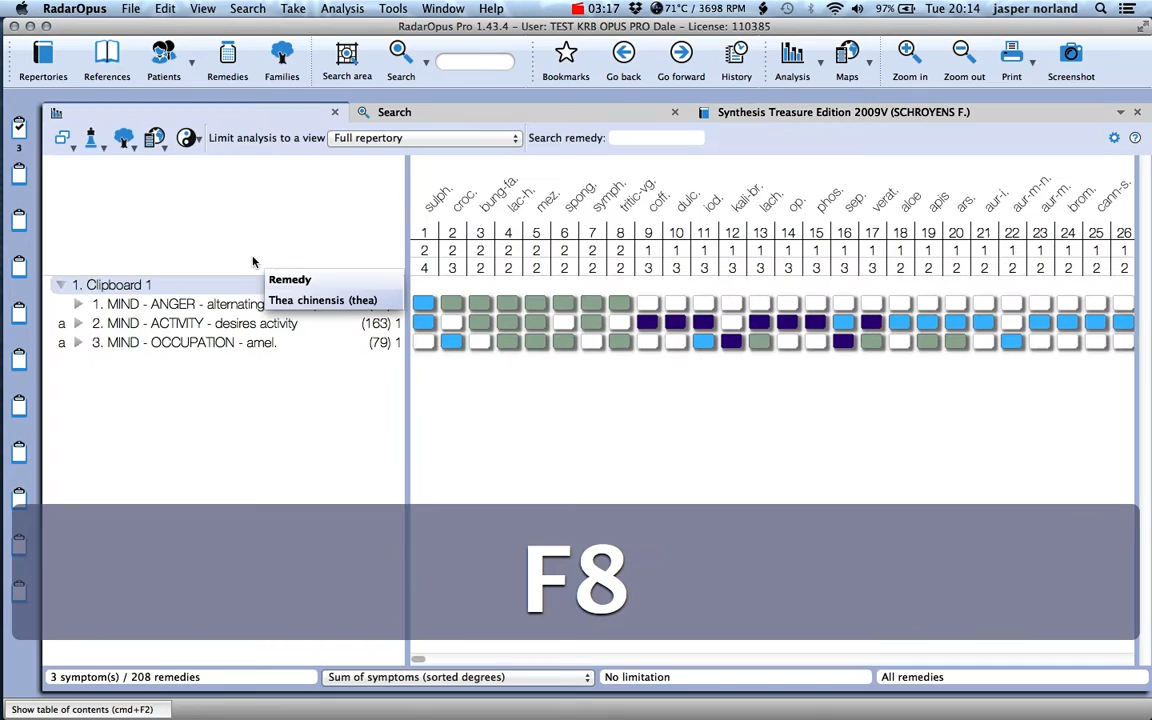 RadarOpus File Edit View Search Take Analysis Tools Window Help 03:17 71°C / 3698 RPM 97% Tue 20:14 jasper norland
RadarOpus Pro 1.43.4 - User: TEST KRB OPUS PRO Dale - License: 110385
Repertories References Patients Remedies Families Search area Search Bookmarks Go back Go forward History Analysis Maps Zoom in Zoom out Print Screenshot
Search Synthesis Treasure Edition 2009V (SCHROYENS F.)
3
Limit analysis to a view Full repertory Search remedy:
sulph. croc. bung-fa. lac-h. mez. spong. symph. tritic-vg. coff. dulc. iod. kali-br. lach. op. phos. sep. verat. aloe apis ars. aur-i. aur-m-n. aur-m. brom. cann-s.
1 2 3 4 5 6 7 8 9 10 11 12 13 14 15 16 17 18 19 20 21 22 23 24 25 26
2 2 2 2 2 2 2 2 1 1 1 1 1 1 1 1 1 1 1 1 1 1 1 1 1 1
4 3 2 2 2 2 2 2 3 3 3 3 3 3 3 3 3 2 2 2 2 2 2 2 2 2
1. Clipboard 1
Remedy
Thea chinensis (thea)
1. MIND - ANGER - alternating
a 2. MIND - ACTIVITY - desires activity (163) 1
a 3. MIND - OCCUPATION - amel. (79) 1
F8
3 symptom(s) / 208 remedies Sum of symptoms (sorted degrees) No limitation All remedies
Show table of contents (cmd+F2)